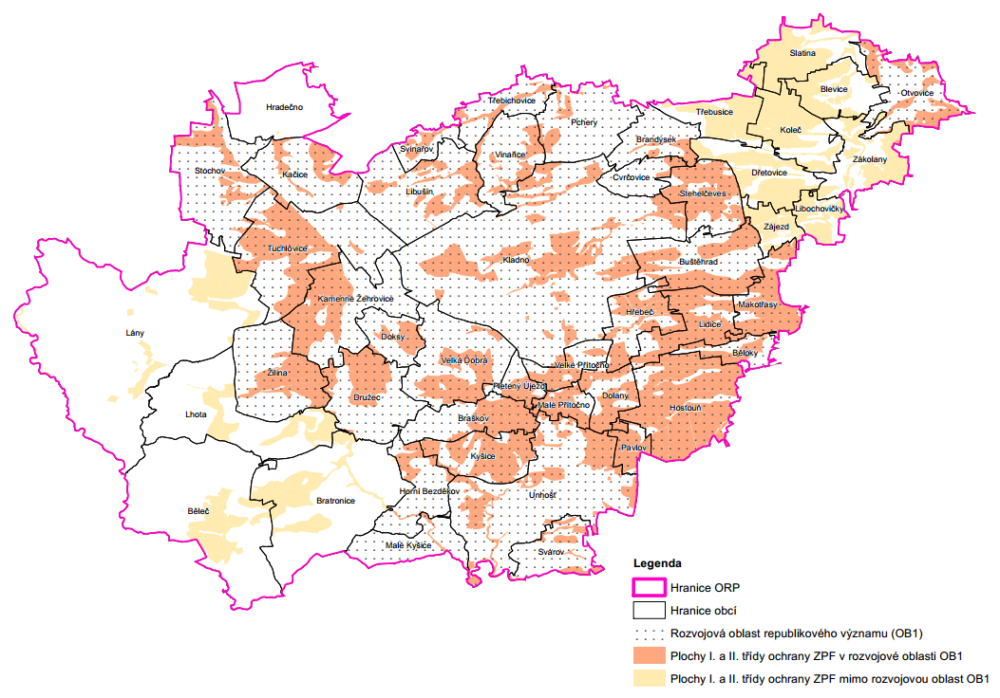 Slatina
Blevice
Otvovice
Hradečno
Třebichovice
Třebusice
Pchery
Koleč
Brandýsek
Svinařov
Vinařice
Zákolany
Stochov
Kačice
Dřetovice
Cvrčovice
Libušín
Stehelčeves
Libochovičky
Zájezd
Tuchlovice
Kladno
Buštěhrad
Kamenné Žehrovice
Makotřasy
Hřebeč
Lidice
Lány
Doksy
Běloky
Velká Dobrá
Velké Přítočno
Žilina
Pletený Újezd
Družec
Dolany
Malé Přítočno
Hostouň
Lhota
Braškov
Pavlov
Kyšice
Horní Bezděkov
Unhošť
Bratronice
Běleč
Malé Kyšice
Svárov
Legenda
Hranice ORP
Hranice obcí
Rozvojová oblast republikového významu (OB1)
Plochy I. a II. třídy ochrany ZPF v rozvojové oblasti OB1
Plochy I. a II. třídy ochrany ZPF mimo rozvojovou oblast OB1